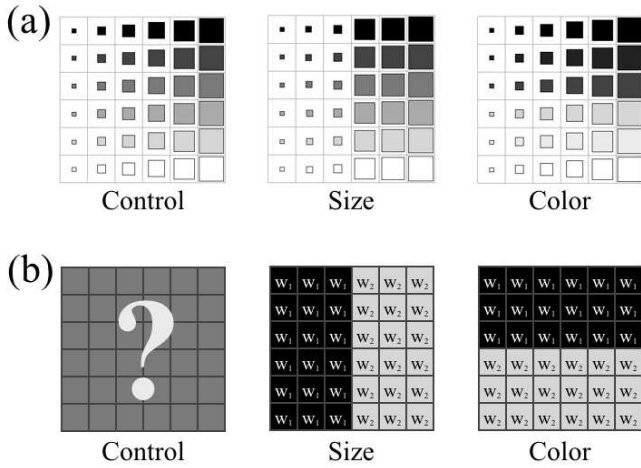 (a)
Control Size Color
(b)
?
W₁ W₁ W₁ W₂ W₂ W₂ W₁ W₁ W₁ W₁ W₁ W₁
W₁ W₁ W₁ W₂ W₂ W₂ W₁ W₁ W₁ W₁ W₁ W₁
W₁ W₁ W₁ W₂ W₂ W₂ W₁ W₁ W₁ W₁ W₁ W₁
W₁ W₁ W₁ W₂ W₂ W₂ W₂ W₂ W₂ W₂ W₂ W₂
W₁ W₁ W₁ W₂ W₂ W₂ W₂ W₂ W₂ W₂ W₂ W₂
W₁ W₁ W₁ W₂ W₂ W₂ W₂ W₂ W₂ W₂ W₂ W₂
Control Size Color